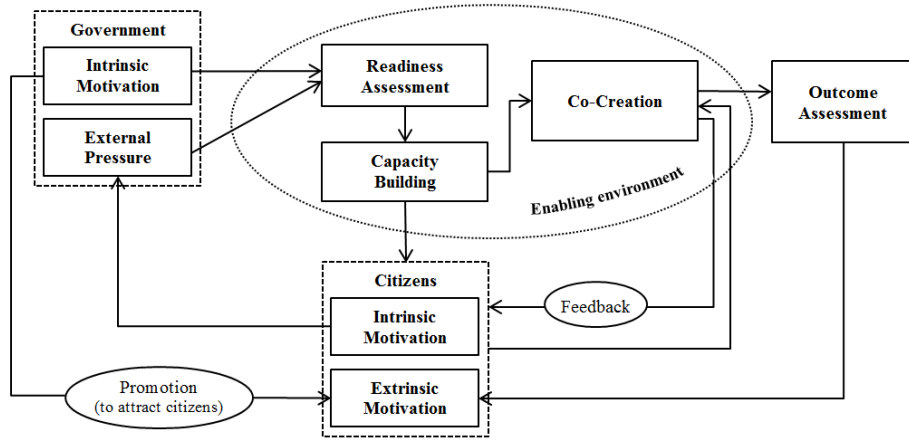 Government
Intrinsic
Motivation
External
Pressure
Readiness
Assessment
Capacity
Building
Co-Creation
Enabling environment
Outcome
Assessment
Citizens
Intrinsic
Motivation
Feedback
Promotion
(to attract citizens)
Extrinsic
Motivation